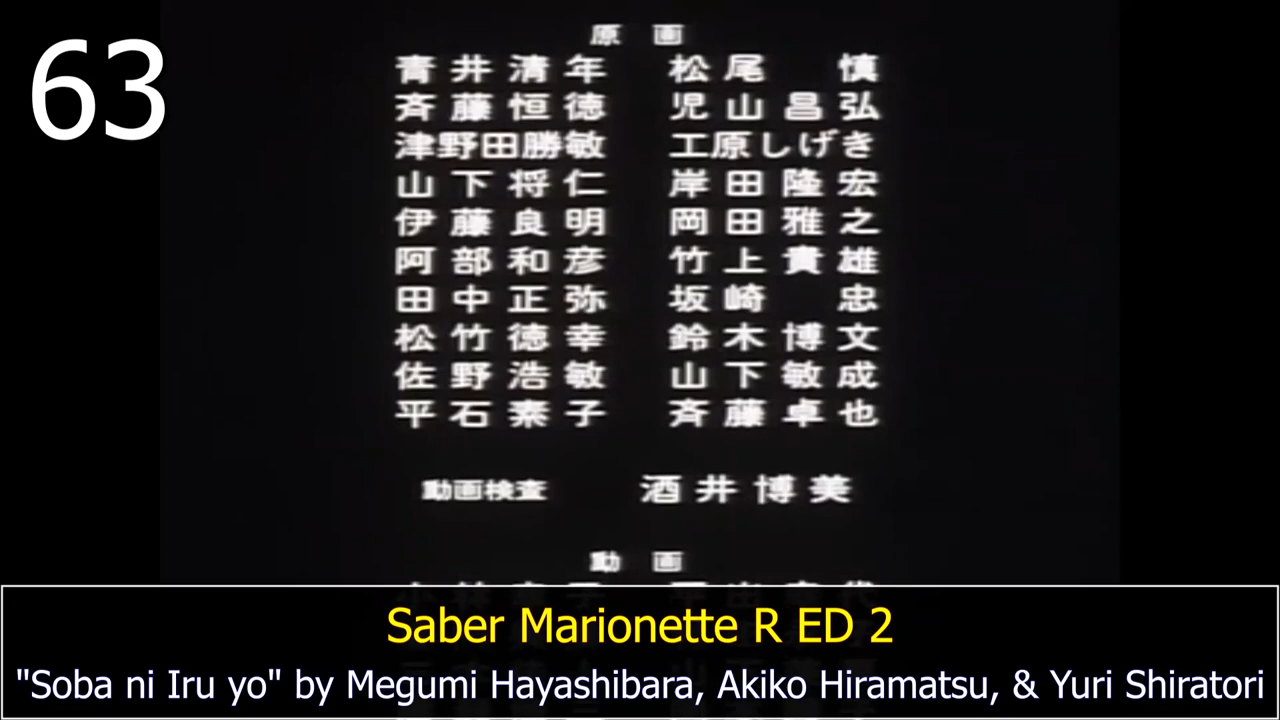 63
原画
青井清年 松尾 慎
斉藤恒徳 児山昌弘
津野田勝敏 工原しげき
山下将仁 岸田隆宏
伊藤良明 岡田雅之
阿部和彦 竹上貴雄
田中正弥 坂崎 忠
松竹徳幸 鈴木博文
佐野浩敏 山下敏成
平石素子 斉藤卓也
動画検査 酒井博美
動画
Saber Marionette R ED 2
"Soba ni Iru yo" by Megumi Hayashibara, Akiko Hiramatsu, & Yuri Shiratori